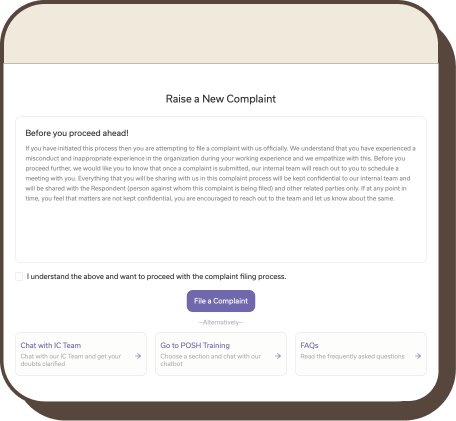 Raise a New Complaint
Before you proceed ahead!
If you have initiated this process then you are attempting to file a complaint with us officially. We understand that you have experienced a
misconduct and inappropriate experience in the organization during your working experience and we empathize with this. Before you
proceed further, we would like you to know that once a complaint is submitted, our internal team will reach out to you to schedule a
meeting with you. Everything that you will be sharing with us in this complaint process will be kept confidential to our internal team and
will be shared with the Respondent (person against whom this complaint is being filed) and other related parties only. If at any point in
time, you feel that matters are not kept confidential, you are encouraged to reach out to the team and let us know about the same.
I understand the above and want to proceed with the complaint filing process.
File a Complaint
--Alternatively--
Chat with IC Team
Chat with our IC Team and get your
doubts clarified
Go to POSH Training
Choose a section and chat with our
chatbot
FAQs
Read the frequently asked questions